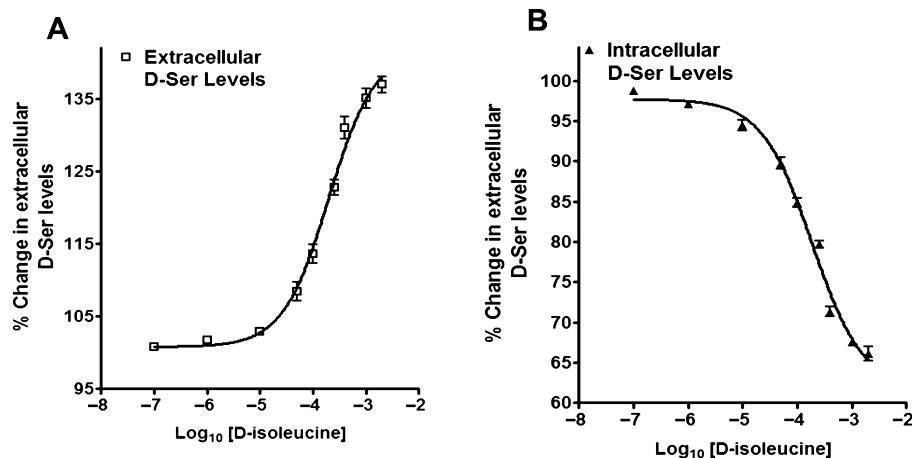 A
Extracellular
D-Ser Levels
% Change in extracellular
D-Ser levels
135
125
115
105
95
–8 –7 –6 –5 –4 –3 –2
Log10 [D-isoleucine]
B
Intracellular
D-Ser Levels
% Change in extracellular
D-Ser levels
100
95
90
85
80
75
70
65
60
–8 –7 –6 –5 –4 –3 –2
Log10 [D-isoleucine]